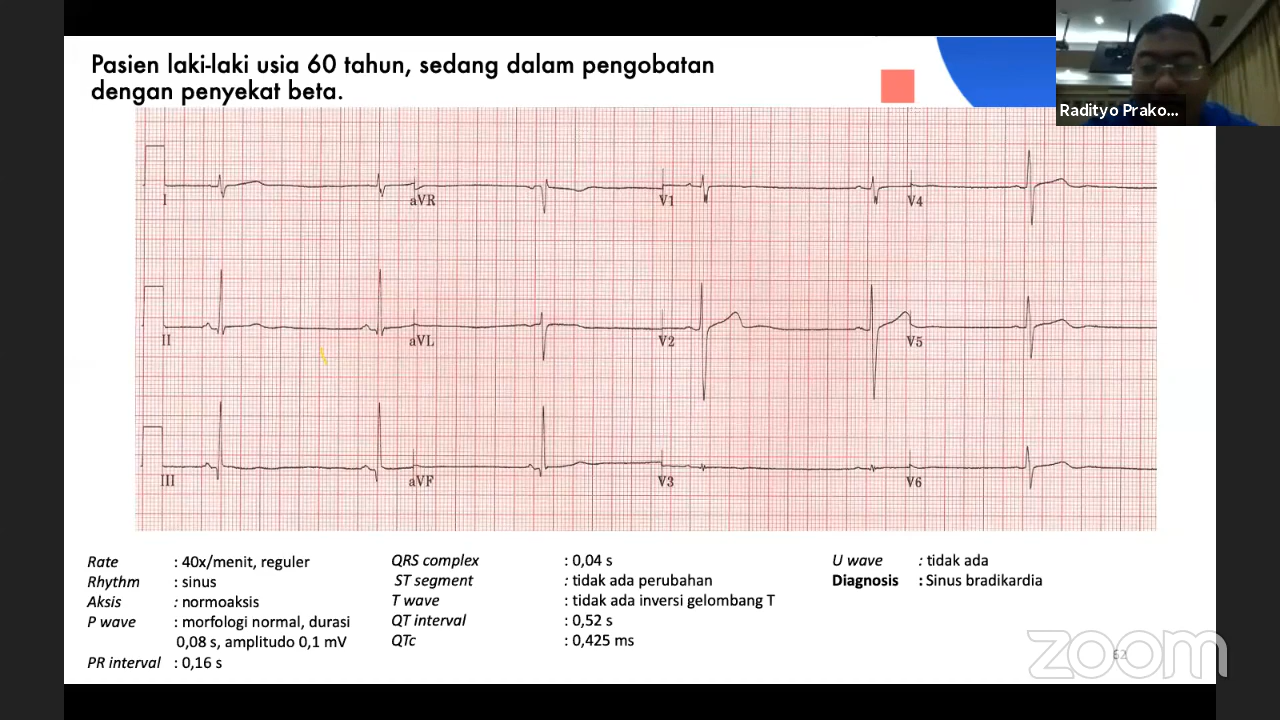 Pasien laki-laki usia 60 tahun, sedang dalam pengobatan
dengan penyekat beta.
Radityo Prako...
I
aVR
V1
V4
II
aVL
V2
V5
III
aVF
V3
V6
Rate : 40x/menit, reguler
Rhythm : sinus
Aksis : normoaksis
P wave : morfologi normal, durasi
0,08 s, amplitudo 0,1 mV
PR interval : 0,16 s
QRS complex : 0,04 s
ST segment : tidak ada perubahan
T wave : tidak ada inversi gelombang T
QT interval : 0,52 s
QTc : 0,425 ms
U wave : tidak ada
Diagnosis : Sinus bradikardia
62
zoom